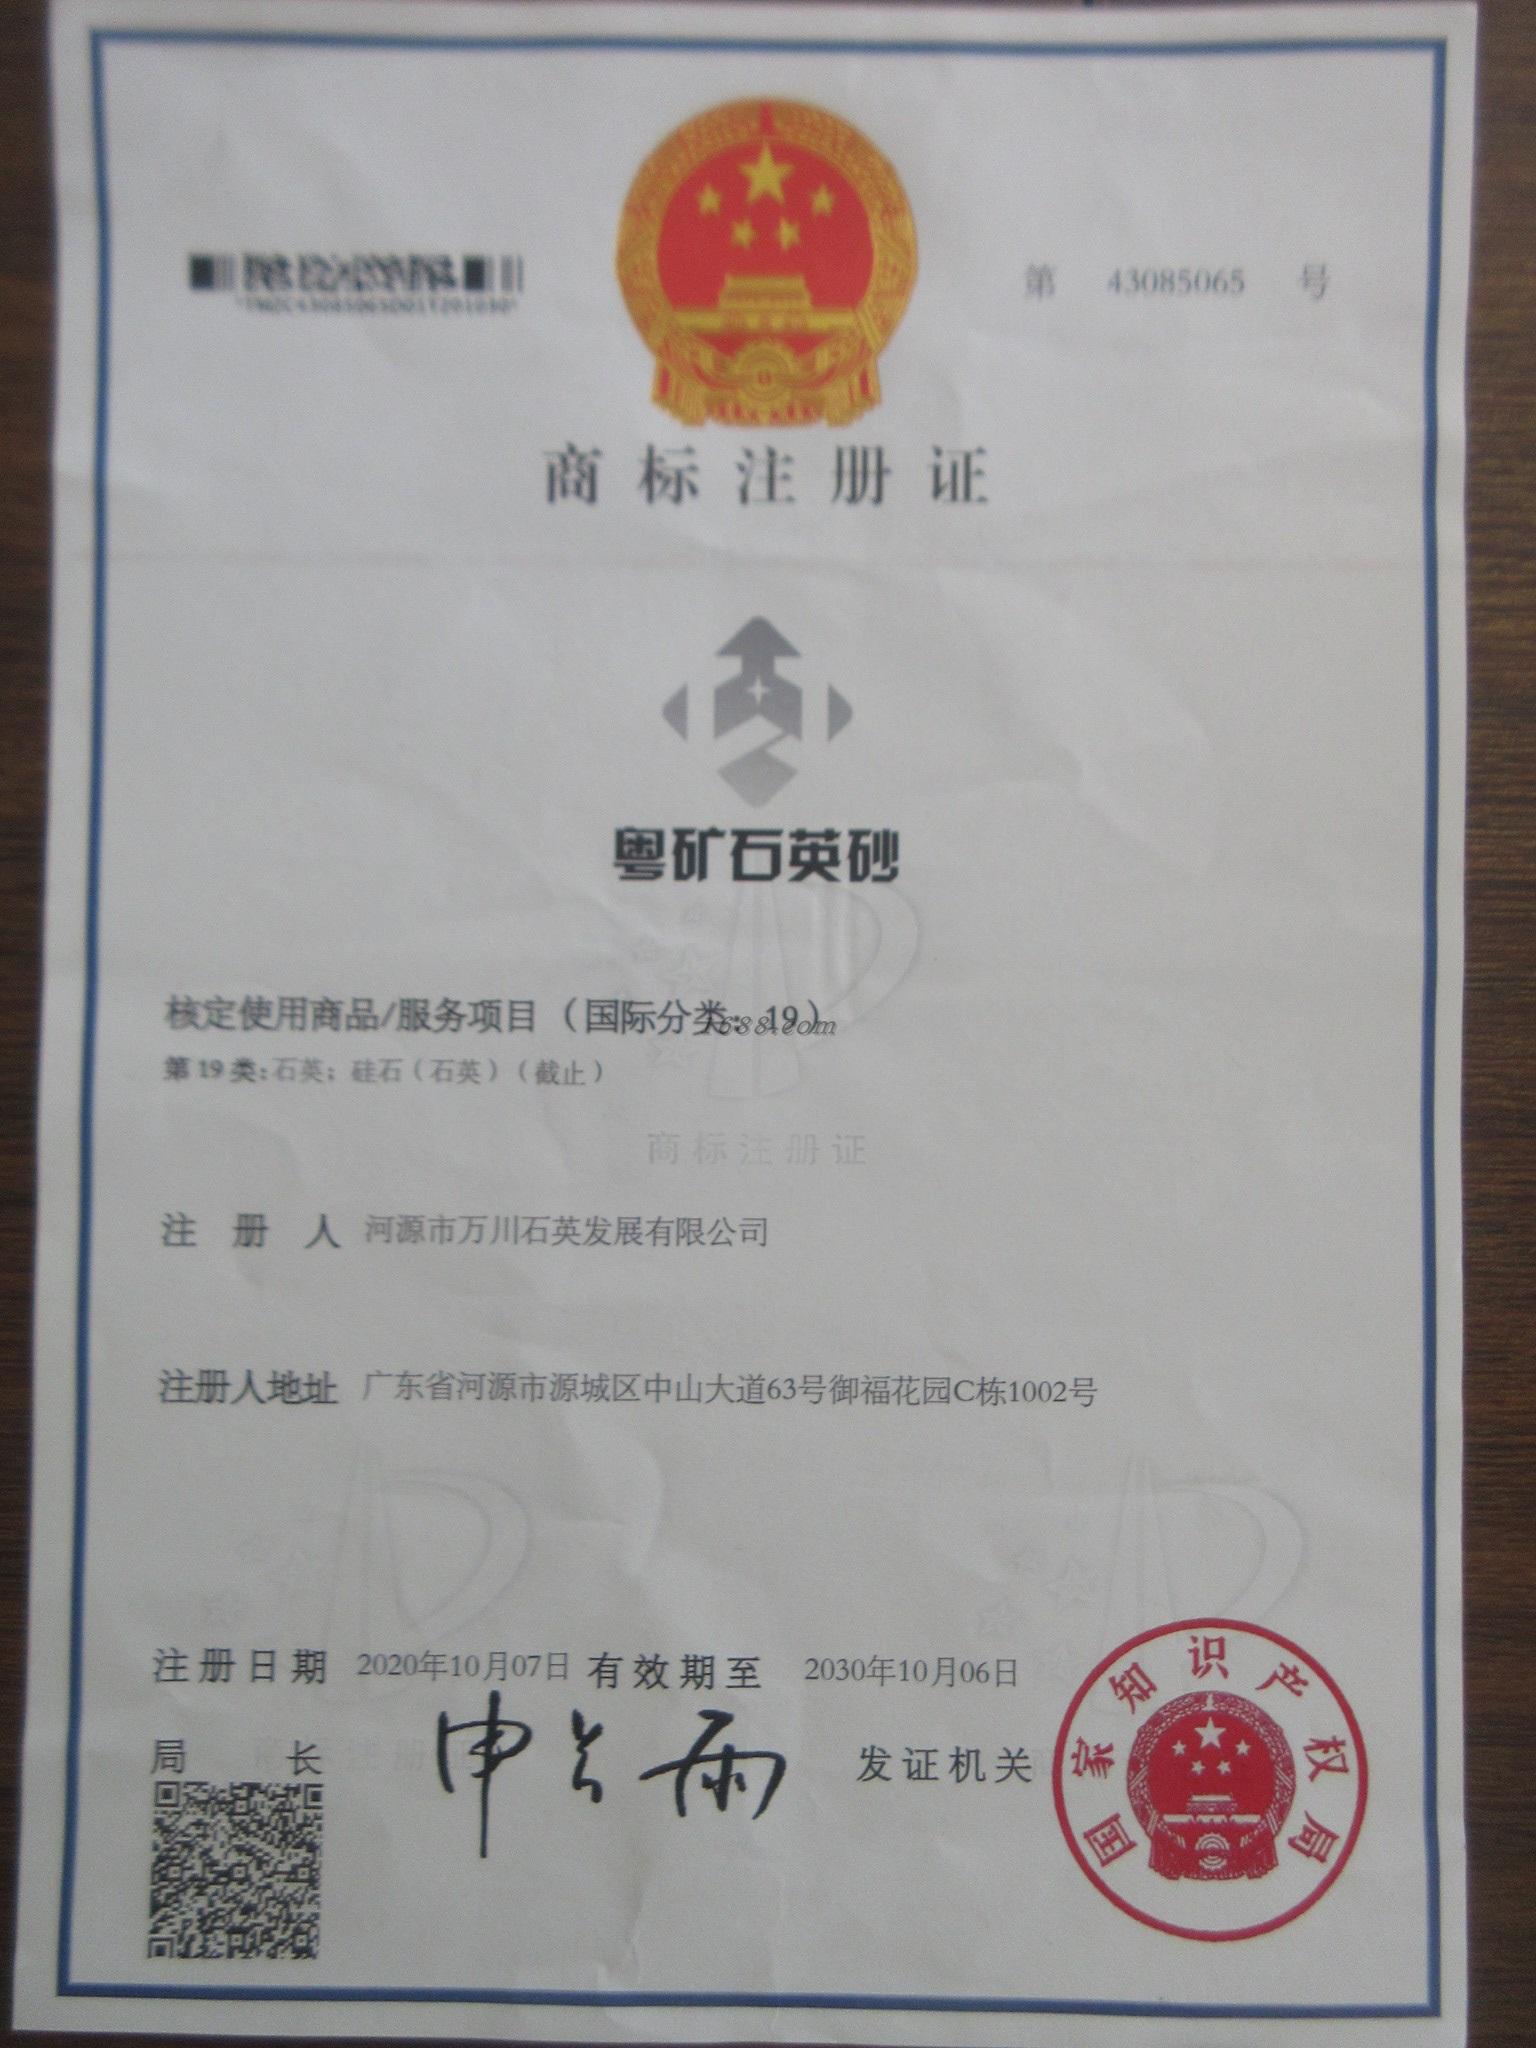 第 43085065 号
*TMZC43085065D01T201030*
商标注册证
粤矿石英砂
核定使用商品/服务项目（国际分类：19）
1688.com
第 19 类：石英；硅石（石英）（截止）
商标注册证
注册人 河源市万川石英发展有限公司
注册人地址 广东省河源市源城区中山大道63号御福花园C栋1002号
注册日期 2020年10月07日 有效期至 2030年10月06日
局长 申长雨 发证机关
国家知识产权局